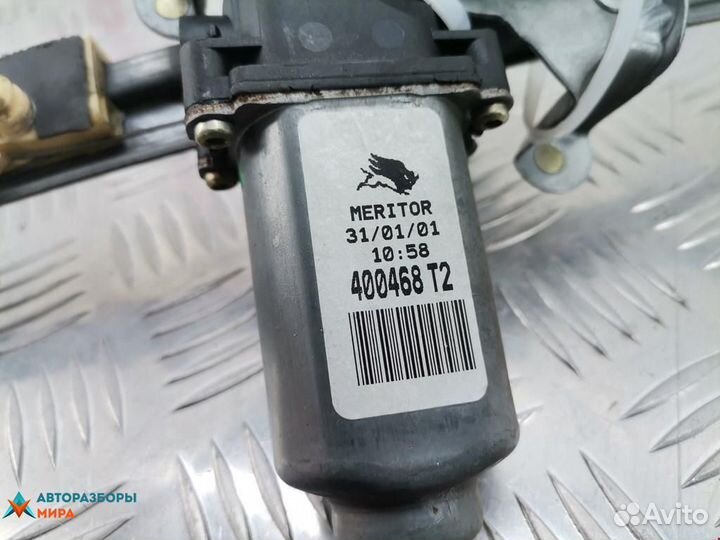 MERITOR
31/01/01
10:58
400468 T2
АВТОРАЗБОРЫ
МИРА
Avito